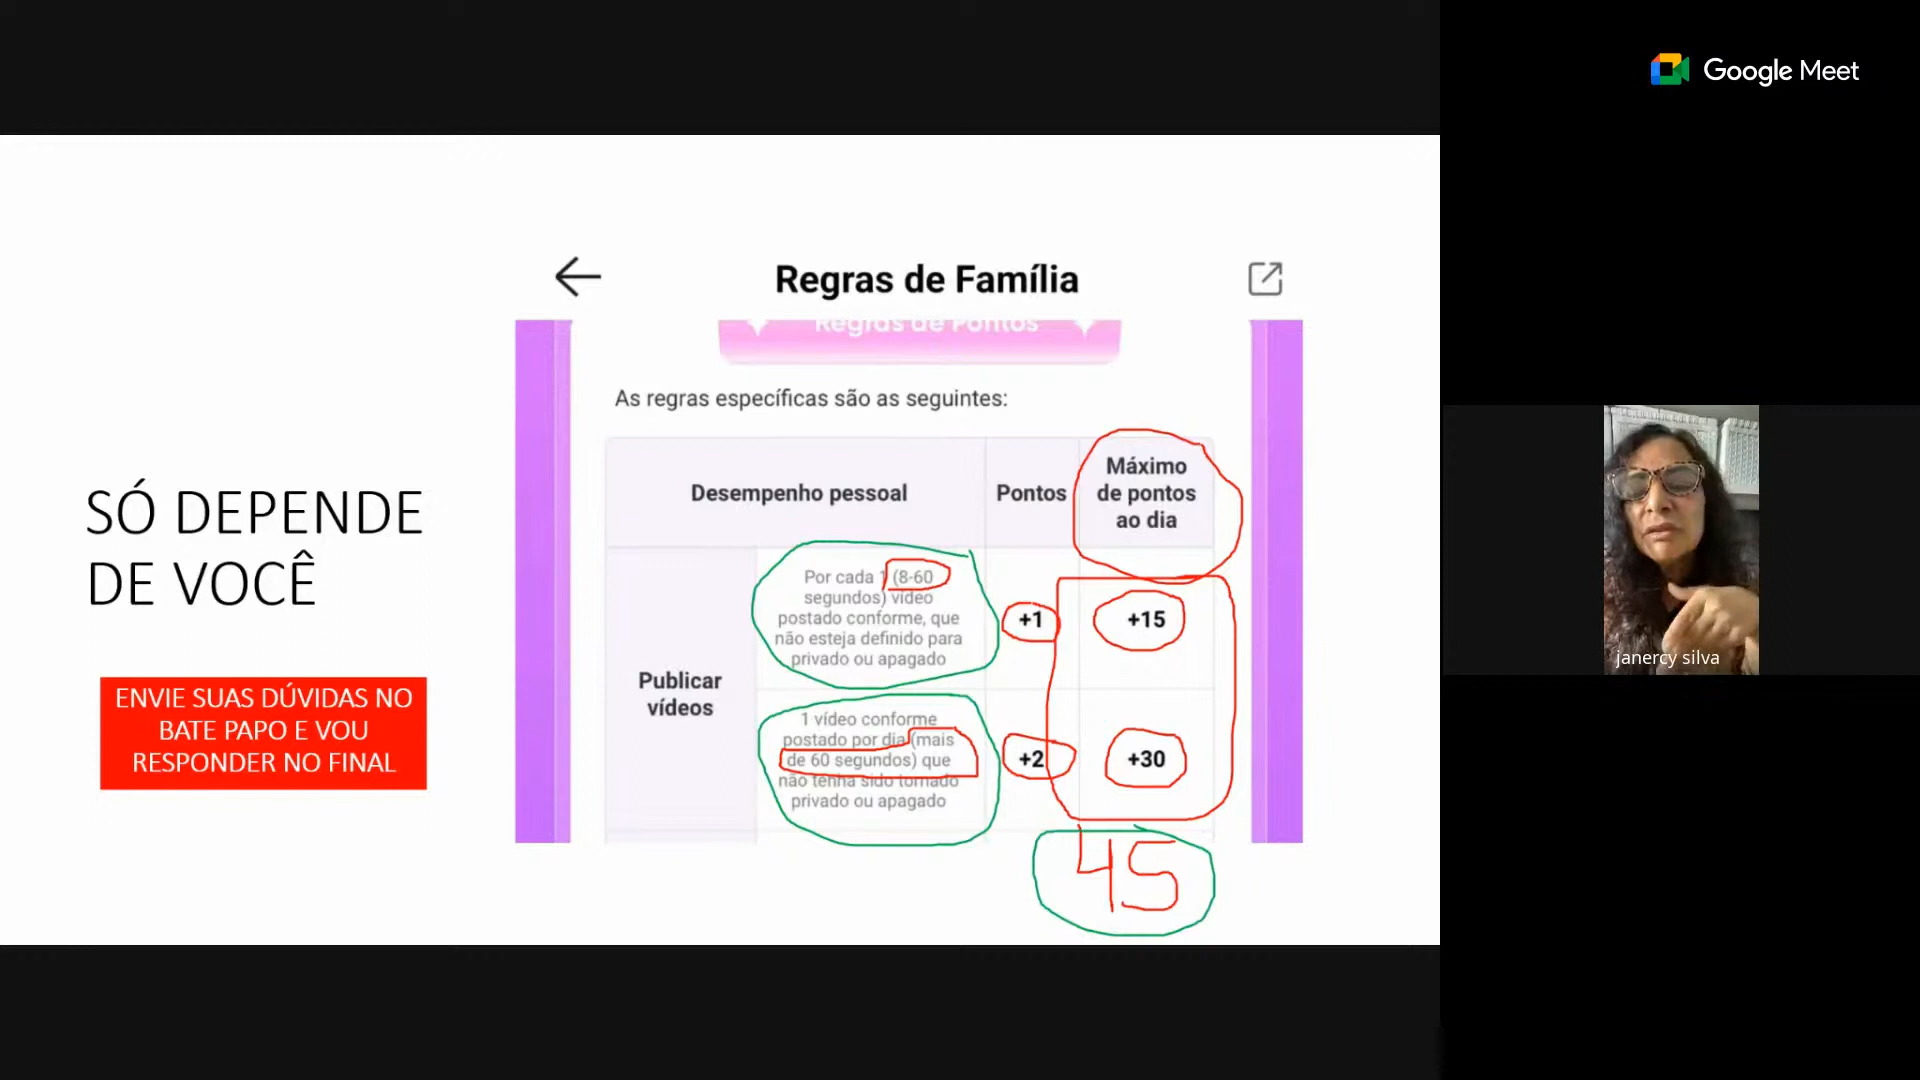 Google Meet
Regras de Família
Regras de Pontos
As regras específicas são as seguintes:
Desempenho pessoal
Pontos
Máximo
de pontos
ao dia
SÓ DEPENDE
DE VOCÊ
Publicar
vídeos
Por cada 1 (8-60
segundos) vídeo
postado conforme, que
não esteja definido para
privado ou apagado
+1
+15
1 vídeo conforme
postado por dia (mais
de 60 segundos) que
não tenha sido tornado
privado ou apagado
+2
+30
45
ENVIE SUAS DÚVIDAS NO
BATE PAPO E VOU
RESPONDER NO FINAL
janercy silva